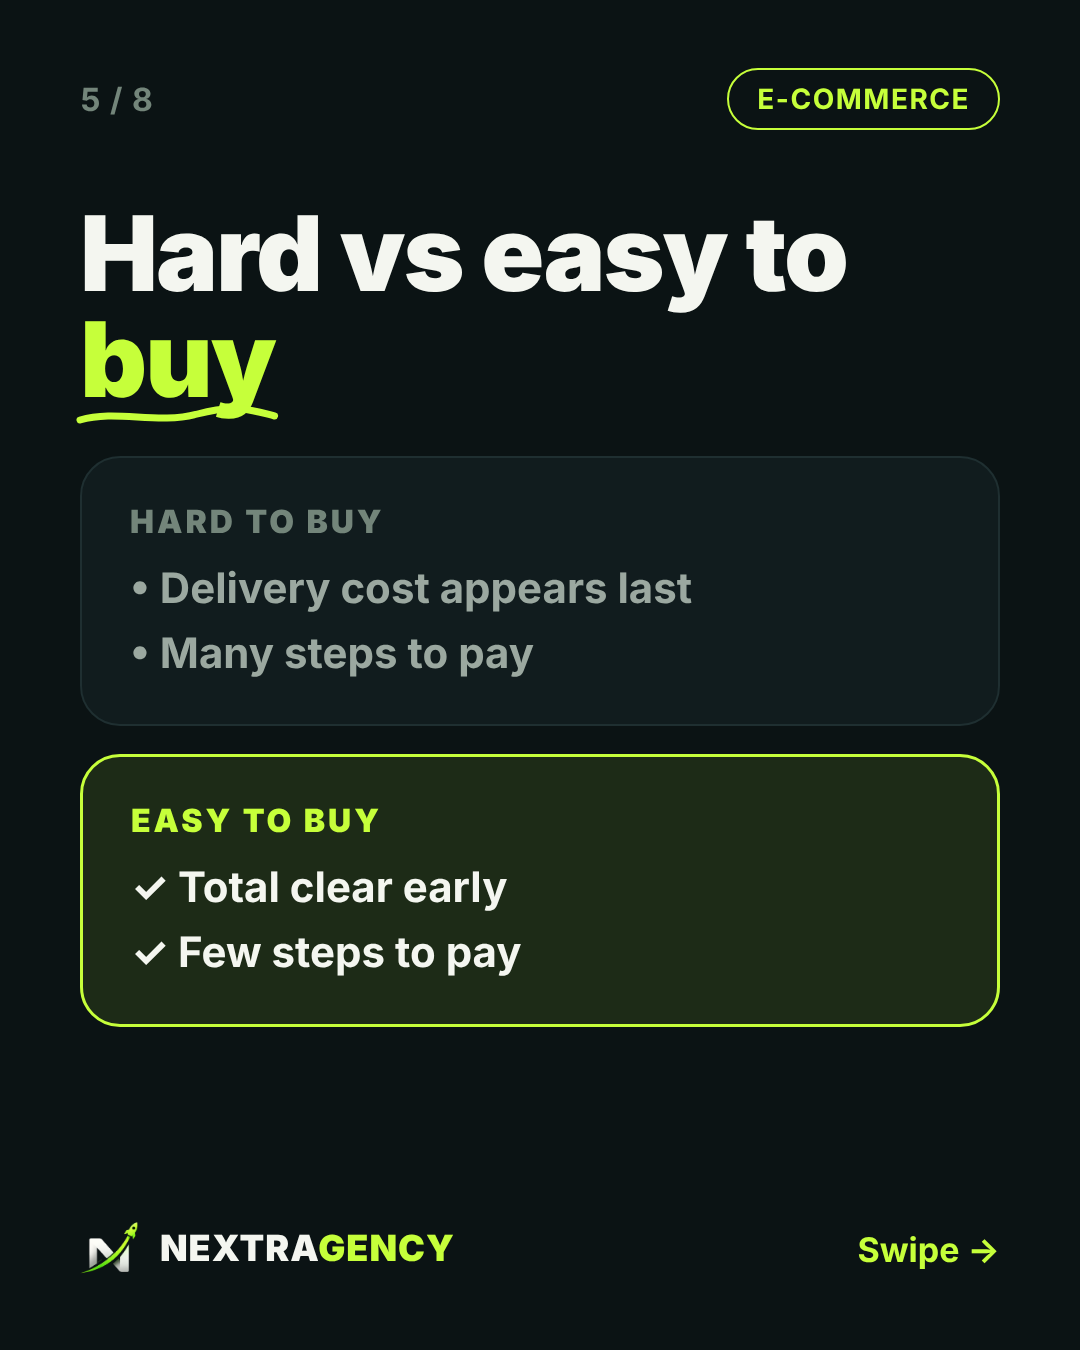 5 / 8
E-COMMERCE
Hard vs easy to
buy
HARD TO BUY
• Delivery cost appears last
• Many steps to pay
EASY TO BUY
✓ Total clear early
✓ Few steps to pay
NEXTRAGENCY
Swipe →